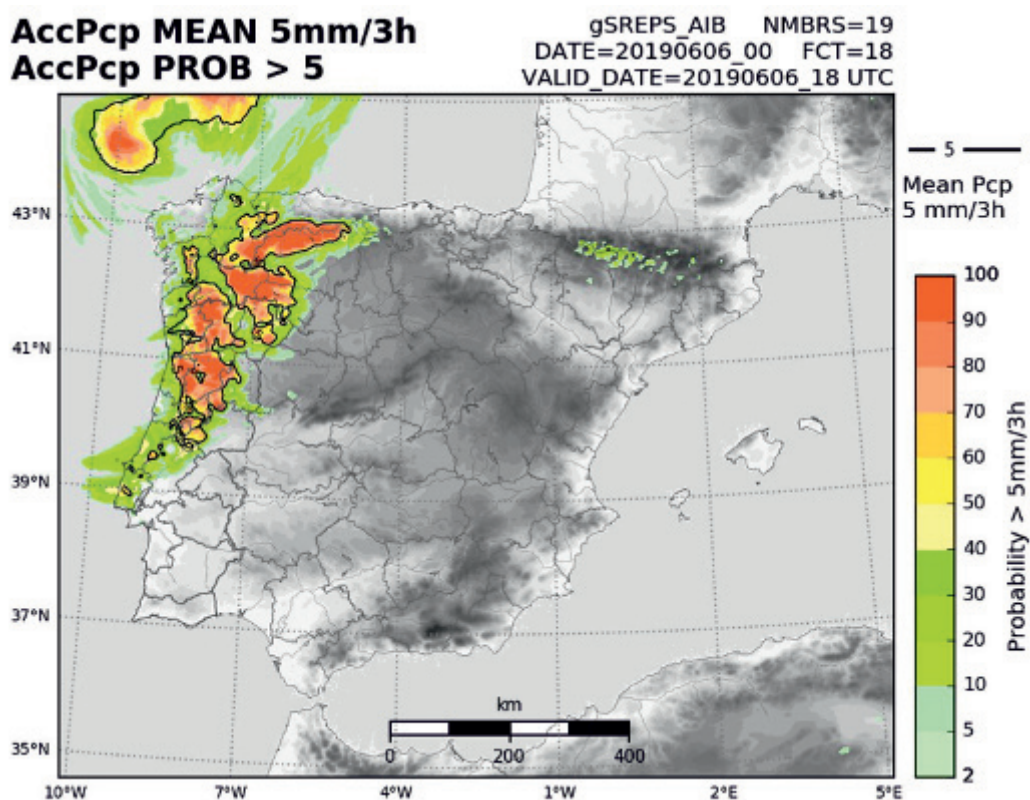 AccPcp MEAN 5mm/3h
AccPcp PROB > 5
gSREPS_AIB NMBRS=19
DATE=20190606_00 FCT=18
VALID_DATE=20190606_18 UTC
5
Mean Pcp
5 mm/3h
43°N
41°N
39°N
37°N
35°N
10°W
7°W
4°W
1°W
2°E
5°E
km
0
200
400
100
90
80
70
60
50
40
30
20
10
5
2
Probability > 5mm/3h